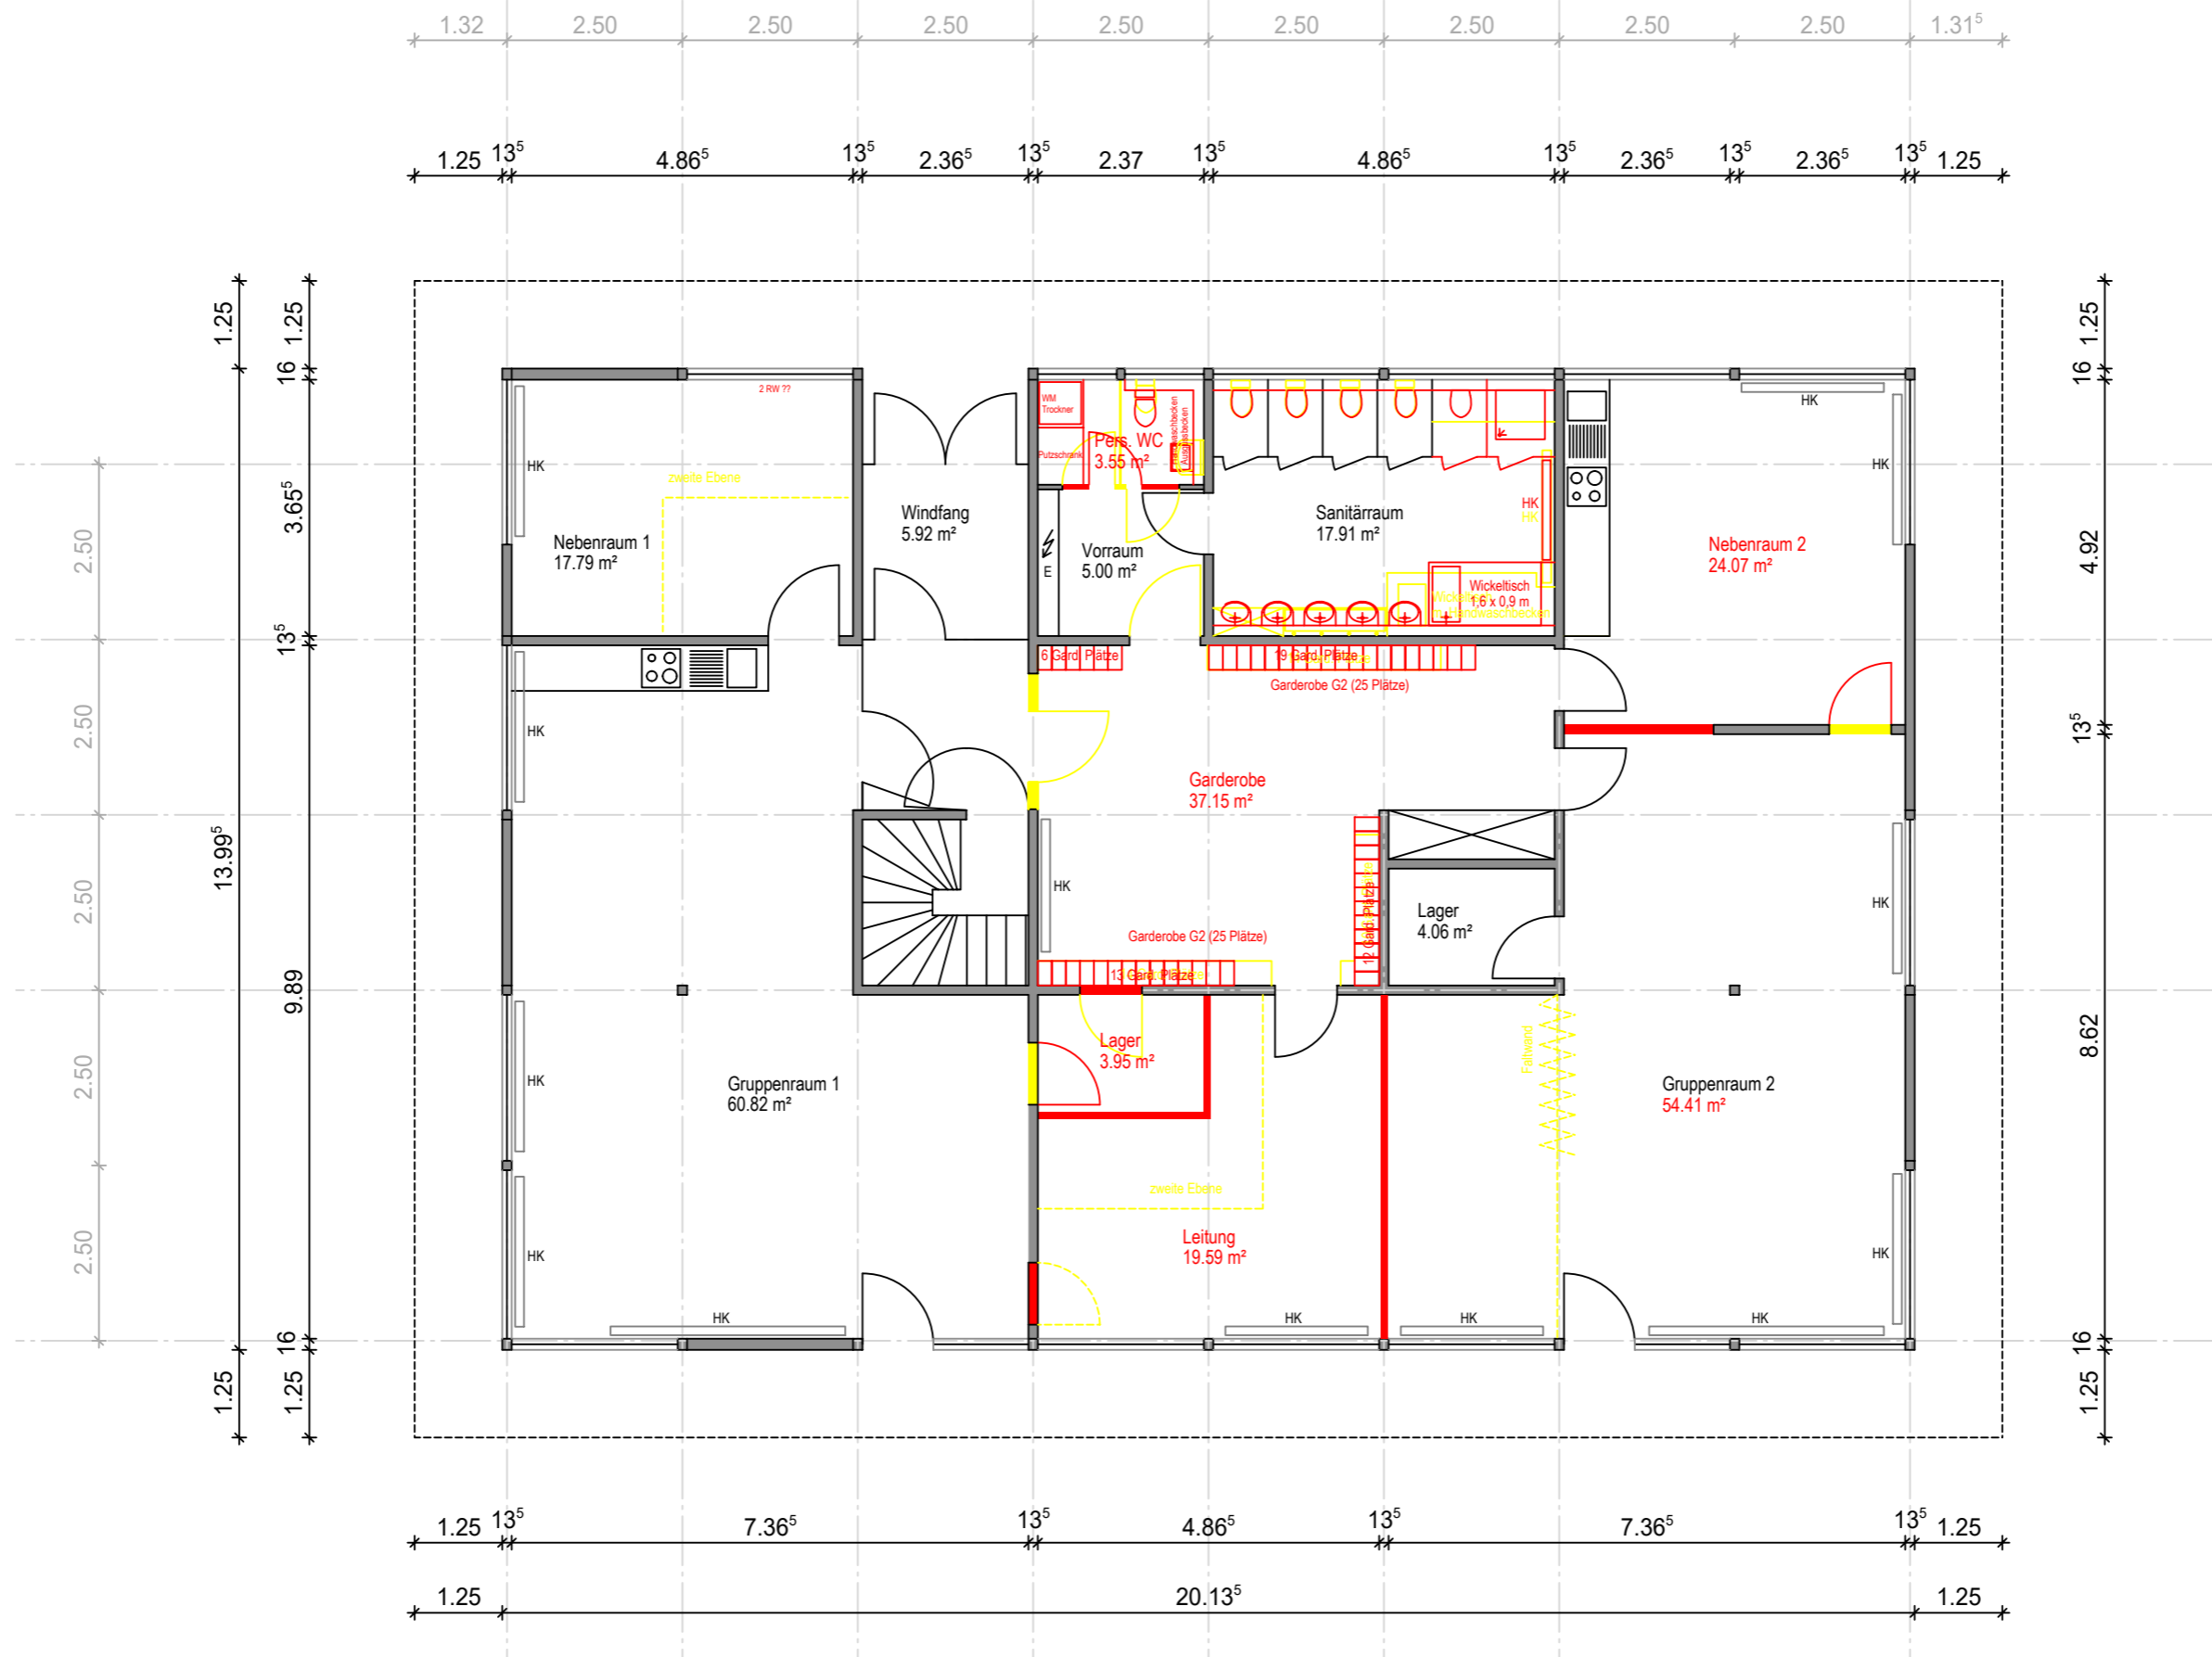 1.32 2.50 2.50 2.50 2.50 2.50 2.50 2.50 2.50 1.31⁵
1.25 13⁵ 4.86⁵ 13⁵ 2.36⁵ 13⁵ 2.37 13⁵ 4.86⁵ 13⁵ 2.36⁵ 13⁵ 2.36⁵ 13⁵ 1.25
1.25
13.99⁵
1.25
1.25
16
3.65⁵
13⁵
9.89
16
1.25
2.50
2.50
2.50
2.50
2.50
1.25
16
4.92
13⁵
8.62
16
1.25
2 RW ??
HK
zweite Ebene
Nebenraum 1
17.79 m²
Windfang
5.92 m²
WM
Trockner
Putzschrank
Pers. WC
3.55 m²
Ausgussbecken
E
Vorraum
5.00 m²
Sanitärraum
17.91 m²
HK
HK
Wickeltisch
1,6 x 0,9 m
m. Handwaschbecken
HK
HK
Nebenraum 2
24.07 m²
HK
6 Gard. Plätze
19 Gard. Plätze
Garderobe G2 (25 Plätze)
Garderobe
37.15 m²
HK
12 Gard. Plätze
Lager
4.06 m²
HK
Garderobe G2 (25 Plätze)
13 Gard. Plätze
Lager
3.95 m²
Faltwand
HK
Gruppenraum 1
60.82 m²
Gruppenraum 2
54.41 m²
zweite Ebene
Leitung
19.59 m²
HK
HK
HK
HK
HK
HK
1.25 13⁵ 7.36⁵ 13⁵ 4.86⁵ 13⁵ 7.36⁵ 13⁵ 1.25
1.25 20.13⁵ 1.25